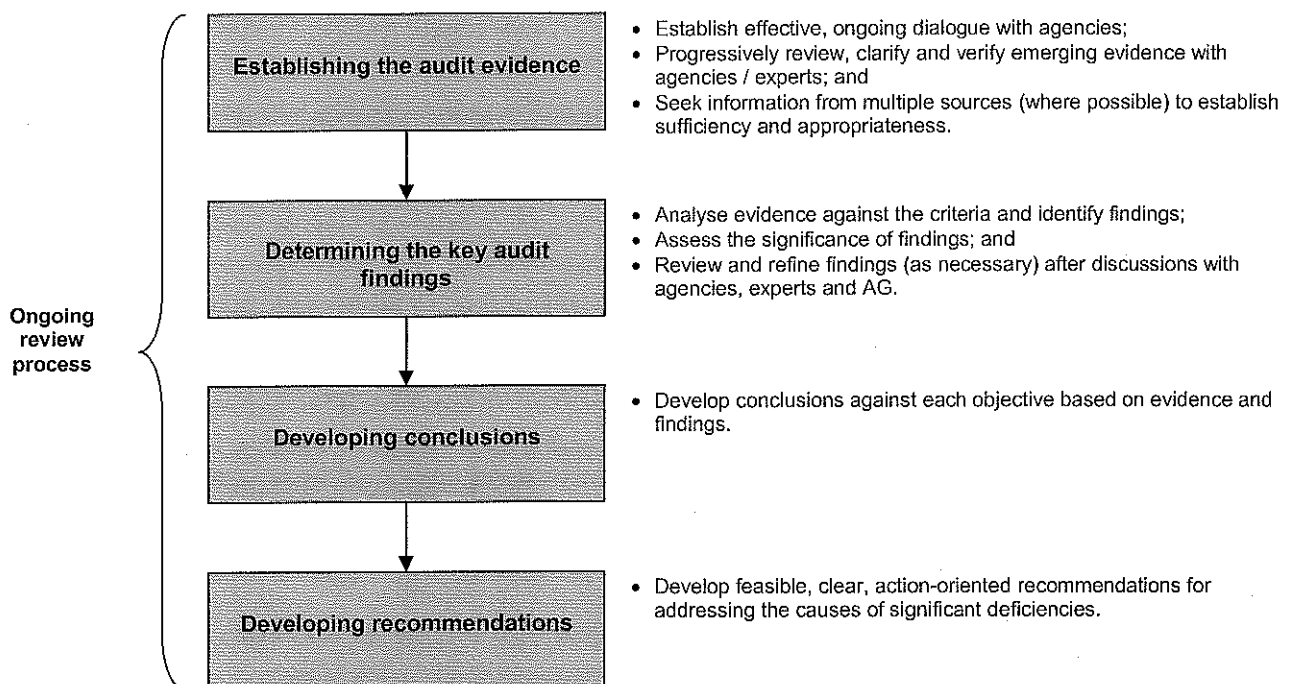 Establishing the audit evidence
• Establish effective, ongoing dialogue with agencies;
• Progressively review, clarify and verify emerging evidence with
agencies / experts; and
• Seek information from multiple sources (where possible) to establish
sufficiency and appropriateness.
Determining the key audit
findings
• Analyse evidence against the criteria and identify findings;
• Assess the significance of findings; and
• Review and refine findings (as necessary) after discussions with
agencies, experts and AG.
Ongoing
review
process
Developing conclusions
• Develop conclusions against each objective based on evidence and
findings.
Developing recommendations
• Develop feasible, clear, action-oriented recommendations for
addressing the causes of significant deficiencies.